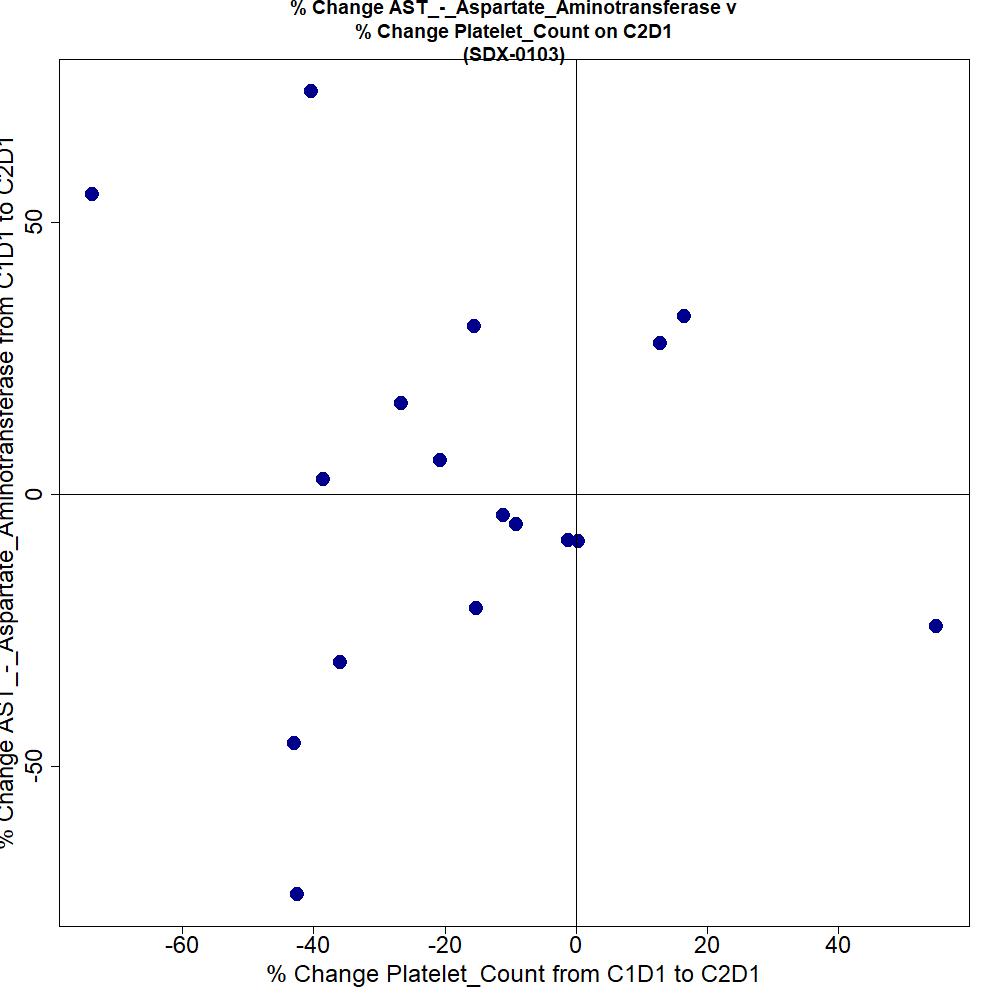 % Change AST_-_Aspartate_Aminotransferase v
% Change Platelet_Count on C2D1
(SDX-0103)
% Change AST_-_Aspartate_Aminotransferase from C1D1 to C2D1
50
0
-50
-60
-40
-20
0
20
40
% Change Platelet_Count from C1D1 to C2D1